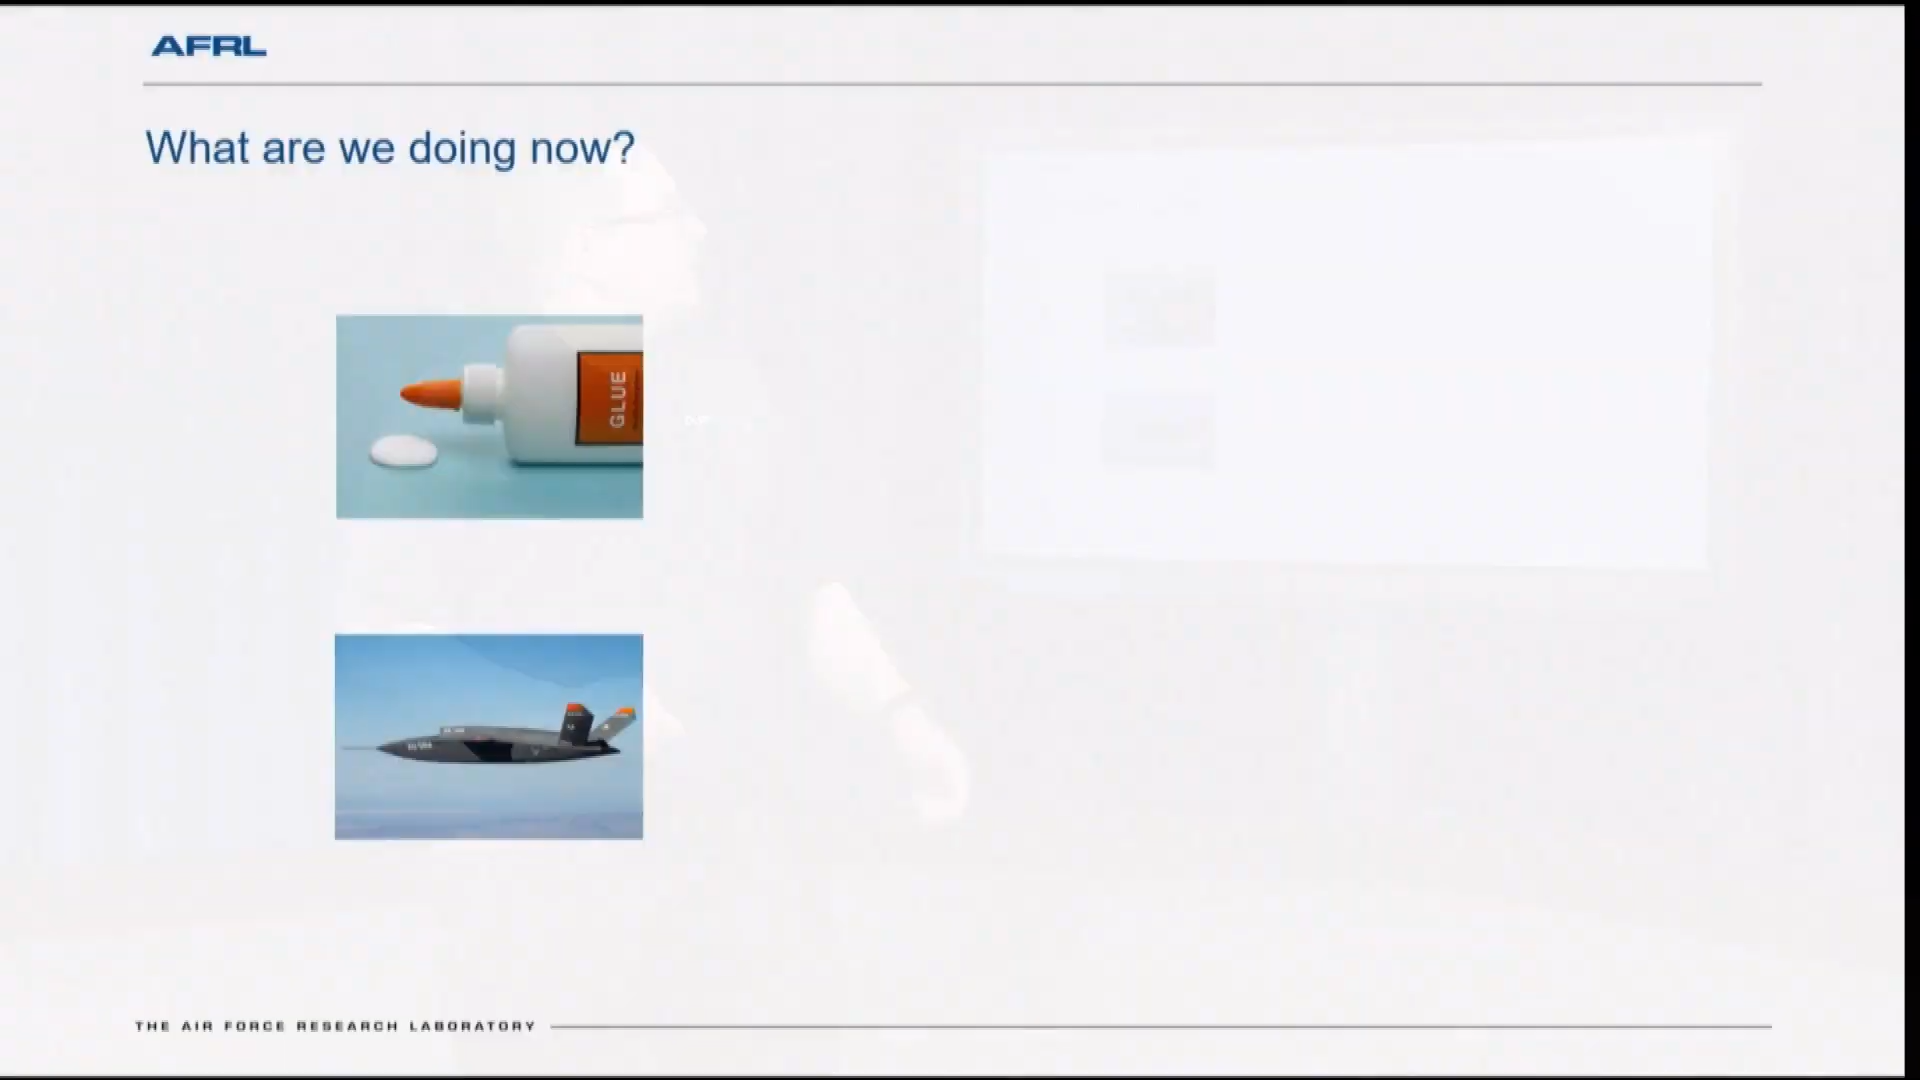 AFRL
What are we doing now?
GLUE
THE AIR FORCE RESEARCH LABORATORY